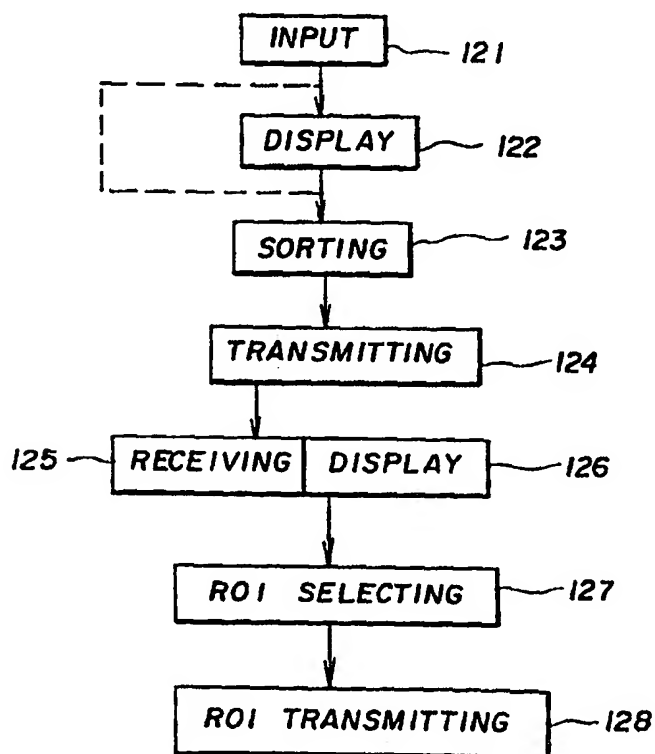 INPUT 121
DISPLAY 122
SORTING 123
TRANSMITTING 124
125 RECEIVING DISPLAY 126
ROI SELECTING 127
ROI TRANSMITTING 128